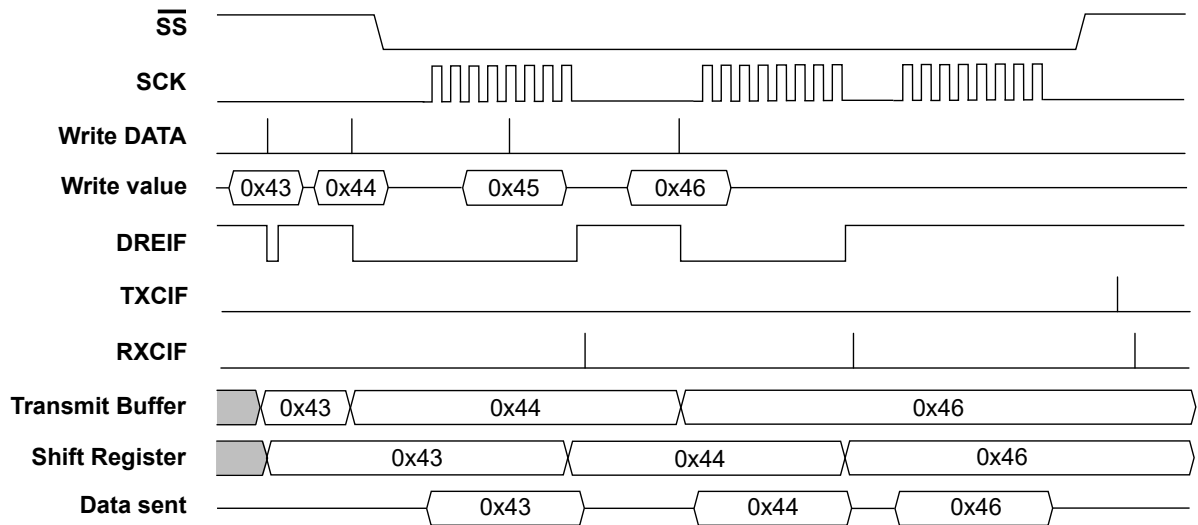 SS
SCK
Write DATA
Write value 0x43 0x44 0x45 0x46
DREIF
TXCIF
RXCIF
Transmit Buffer 0x43 0x44 0x46
Shift Register 0x43 0x44 0x46
Data sent 0x43 0x44 0x46